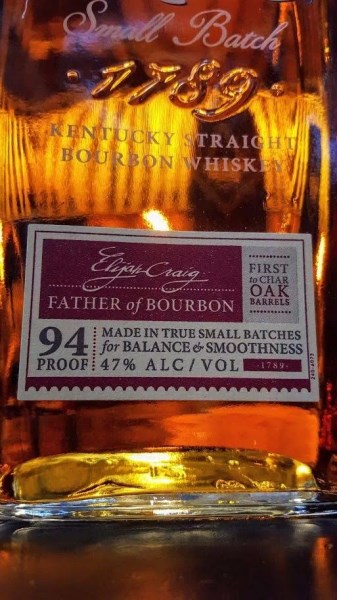 Small Batch
·1789·
KENTUCKY STRAIGHT
BOURBON WHISKEY
Elijah Craig
FATHER of BOURBON
FIRST
to CHAR
OAK
BARRELS
94
PROOF
MADE IN TRUE SMALL BATCHES
for BALANCE & SMOOTHNESS
47% ALC/VOL
·1789·